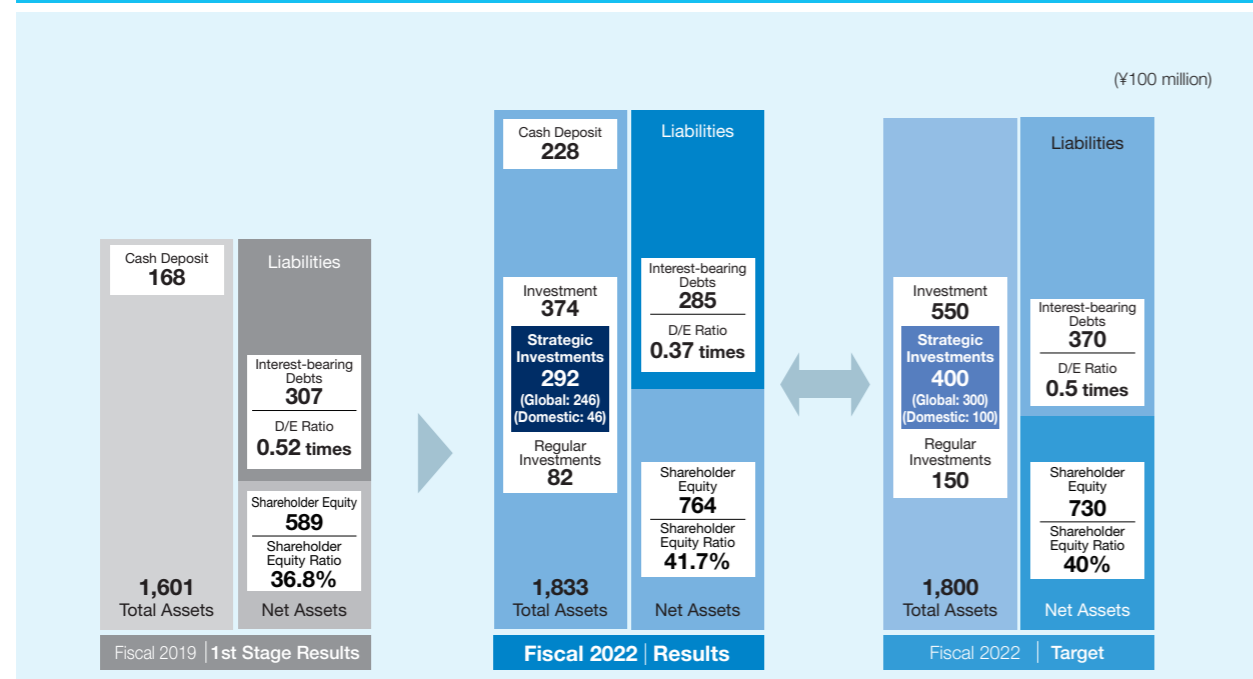 (¥100 million)
Cash Deposit
168
Liabilities
Interest-bearing
Debts
307
D/E Ratio
0.52 times
Shareholder Equity
589
Shareholder
Equity Ratio
36.8%
1,601
Total Assets
Net Assets
Fiscal 2019 | 1st Stage Results
Cash Deposit
228
Liabilities
Investment
374
Strategic
Investments
292
(Global: 246)
(Domestic: 46)
Regular
Investments
82
Interest-bearing
Debts
285
D/E Ratio
0.37 times
Shareholder
Equity
764
Shareholder
Equity Ratio
41.7%
1,833
Total Assets
Net Assets
Fiscal 2022 | Results
Liabilities
Investment
550
Strategic
Investments
400
(Global: 300)
(Domestic: 100)
Regular
Investments
150
Interest-bearing
Debts
370
D/E Ratio
0.5 times
Shareholder
Equity
730
Shareholder
Equity Ratio
40%
1,800
Total Assets
Net Assets
Fiscal 2022 | Target